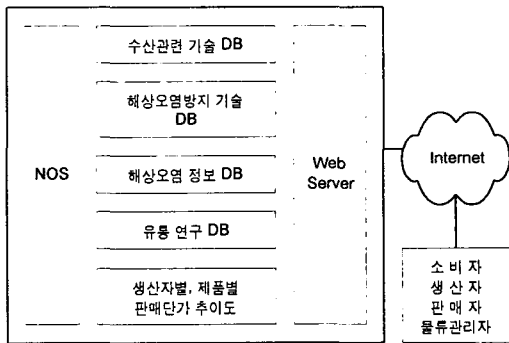 수산관련 기술 DB
해상오염방지 기술
DB
해상오염 정보 DB
유통 연구 DB
생산자별, 제품별
판매단가 추이도
NOS
Web
Server
Internet
소 비 자
생 산 자
판 매 자
물류관리자